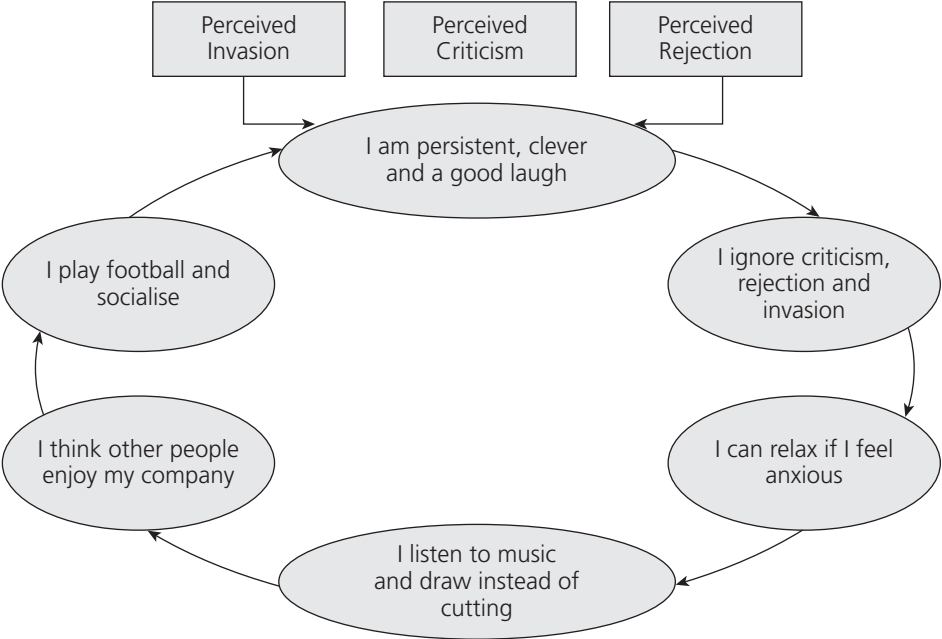 Perceived
Invasion
Perceived
Criticism
Perceived
Rejection
I am persistent, clever
and a good laugh
I ignore criticism,
rejection and
invasion
I can relax if I feel
anxious
I listen to music
and draw instead of
cutting
I think other people
enjoy my company
I play football and
socialise